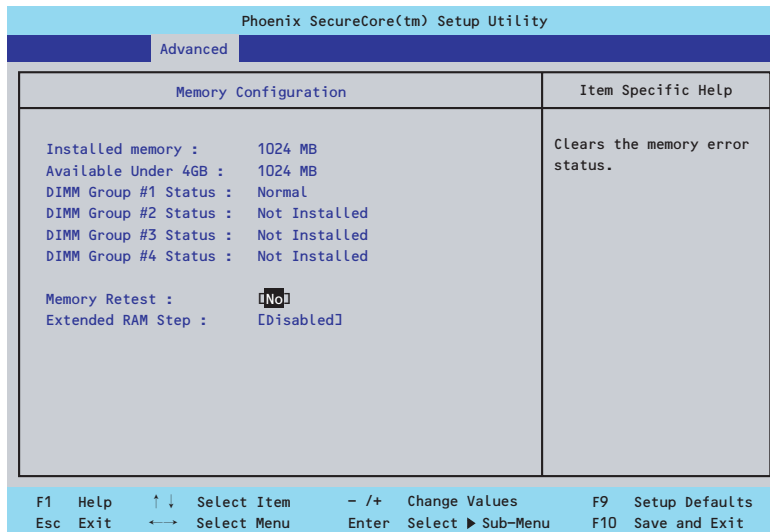 Phoenix SecureCore(tm) Setup Utility
Advanced
Memory Configuration
Item Specific Help
Installed memory : 1024 MB
Available Under 4GB : 1024 MB
DIMM Group #1 Status : Normal
DIMM Group #2 Status : Not Installed
DIMM Group #3 Status : Not Installed
DIMM Group #4 Status : Not Installed
Memory Retest : [No]
Extended RAM Step : [Disabled]
Clears the memory error
status.
F1 Help ↑↓ Select Item - /+ Change Values F9 Setup Defaults
Esc Exit ←→ Select Menu Enter Select ▶ Sub-Menu F10 Save and Exit